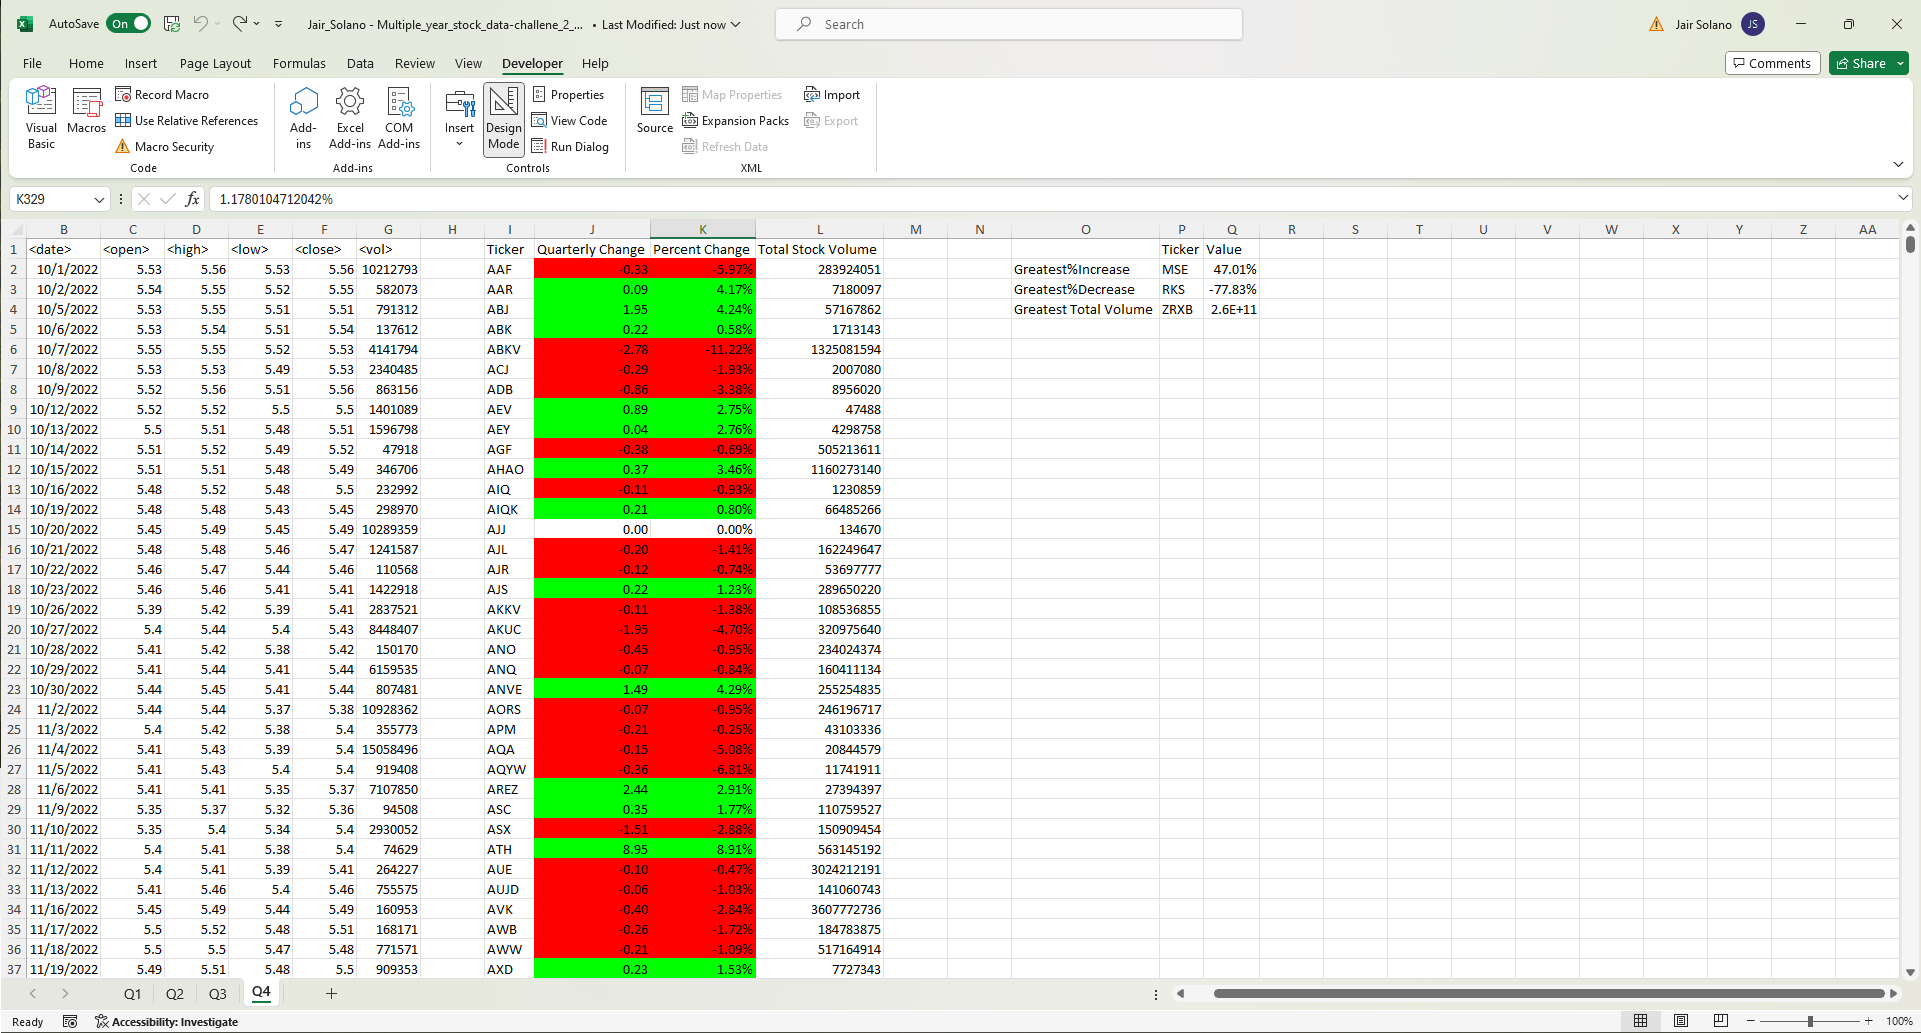 AutoSave On Jair_Solano - Multiple_year_stock_data-challene_2_... • Last Modified: Just now Search Jair Solano JS
File Home Insert Page Layout Formulas Data Review View Developer Help Comments Share
Visual Basic Macros Record Macro Use Relative References Macro Security Code
Add-ins Excel Add-ins COM Add-ins Add-ins
Insert Design Mode Properties View Code Run Dialog Controls
Source Map Properties Expansion Packs Refresh Data Import Export XML
K329 fx 1.1780104712042%
B C D E F G H I J K L M N O P Q R S T U V W X Y Z AA
1 <date> <open> <high> <low> <close> <vol> Ticker Quarterly Change Percent Change Total Stock Volume Ticker Value
2 10/1/2022 5.53 5.56 5.53 5.56 10212793 AAF -0.33 -5.97% 283924051 Greatest%Increase MSE 47.01%
3 10/2/2022 5.54 5.55 5.52 5.55 582073 AAR 0.09 4.17% 7180097 Greatest%Decrease RKS -77.83%
4 10/5/2022 5.53 5.55 5.51 5.51 791312 ABJ 1.95 4.24% 57167862 Greatest Total Volume ZRXB 2.6E+11
5 10/6/2022 5.53 5.54 5.51 5.54 137612 ABK 0.22 0.58% 1713143
6 10/7/2022 5.55 5.55 5.52 5.53 4141794 ABKV -2.78 -11.22% 1325081594
7 10/8/2022 5.53 5.53 5.49 5.53 2340485 ACJ -0.29 -1.93% 2007080
8 10/9/2022 5.52 5.56 5.51 5.56 863156 ADB -0.86 -3.38% 8956020
9 10/12/2022 5.52 5.52 5.5 5.5 1401089 AEV 0.89 2.75% 47488
10 10/13/2022 5.5 5.51 5.48 5.51 1596798 AEY 0.04 2.76% 4298758
11 10/14/2022 5.51 5.52 5.49 5.52 47918 AGF -0.38 -0.69% 505213611
12 10/15/2022 5.51 5.51 5.48 5.49 346706 AHAO 0.37 3.46% 1160273140
13 10/16/2022 5.48 5.52 5.48 5.5 232992 AIQ -0.11 -0.93% 1230859
14 10/19/2022 5.48 5.48 5.43 5.45 298970 AIQK 0.21 0.80% 66485266
15 10/20/2022 5.45 5.49 5.45 5.49 10289359 AJJ 0.00 0.00% 134670
16 10/21/2022 5.48 5.48 5.46 5.47 1241587 AJL -0.20 -1.41% 162249647
17 10/22/2022 5.46 5.47 5.44 5.46 110568 AJR -0.12 -0.74% 53697777
18 10/23/2022 5.46 5.46 5.41 5.41 1422918 AJS 0.22 1.23% 289650220
19 10/26/2022 5.39 5.42 5.39 5.41 2837521 AKKV -0.11 -1.38% 108536855
20 10/27/2022 5.4 5.44 5.4 5.43 8448407 AKUC -1.95 -4.70% 320975640
21 10/28/2022 5.41 5.42 5.38 5.42 150170 ANO -0.45 -0.95% 234024374
22 10/29/2022 5.41 5.44 5.41 5.44 6159535 ANQ -0.07 -0.84% 160411134
23 10/30/2022 5.44 5.45 5.41 5.44 807481 ANVE 1.49 4.29% 255254835
24 11/2/2022 5.44 5.44 5.37 5.38 10928362 AORS -0.07 -0.95% 246196717
25 11/3/2022 5.4 5.42 5.38 5.4 355773 APM -0.21 -0.25% 43103336
26 11/4/2022 5.41 5.43 5.39 5.4 15058496 AQA -0.15 -5.08% 20844579
27 11/5/2022 5.41 5.43 5.4 5.4 919408 AQYW -0.36 -6.81% 11741911
28 11/6/2022 5.41 5.41 5.35 5.37 7107850 AREZ 2.44 2.91% 27394397
29 11/9/2022 5.35 5.37 5.32 5.36 94508 ASC 0.35 1.77% 110759527
30 11/10/2022 5.35 5.4 5.34 5.4 2930052 ASX -1.51 -2.88% 150909454
31 11/11/2022 5.4 5.41 5.38 5.4 74629 ATH 8.95 8.91% 563145192
32 11/12/2022 5.4 5.41 5.39 5.41 264227 AUE -0.10 -0.47% 3024212191
33 11/13/2022 5.41 5.46 5.4 5.46 755575 AUJD -0.06 -1.03% 141060743
34 11/16/2022 5.45 5.49 5.44 5.49 160953 AVK -0.40 -2.84% 3607772736
35 11/17/2022 5.5 5.52 5.48 5.51 168171 AWB -0.26 -1.72% 184783875
36 11/18/2022 5.5 5.5 5.47 5.48 771571 AWW -0.21 -1.09% 517164914
37 11/19/2022 5.49 5.51 5.48 5.5 909353 AXD 0.23 1.53% 7727343
Q1 Q2 Q3 Q4
Ready Accessibility: Investigate 100%